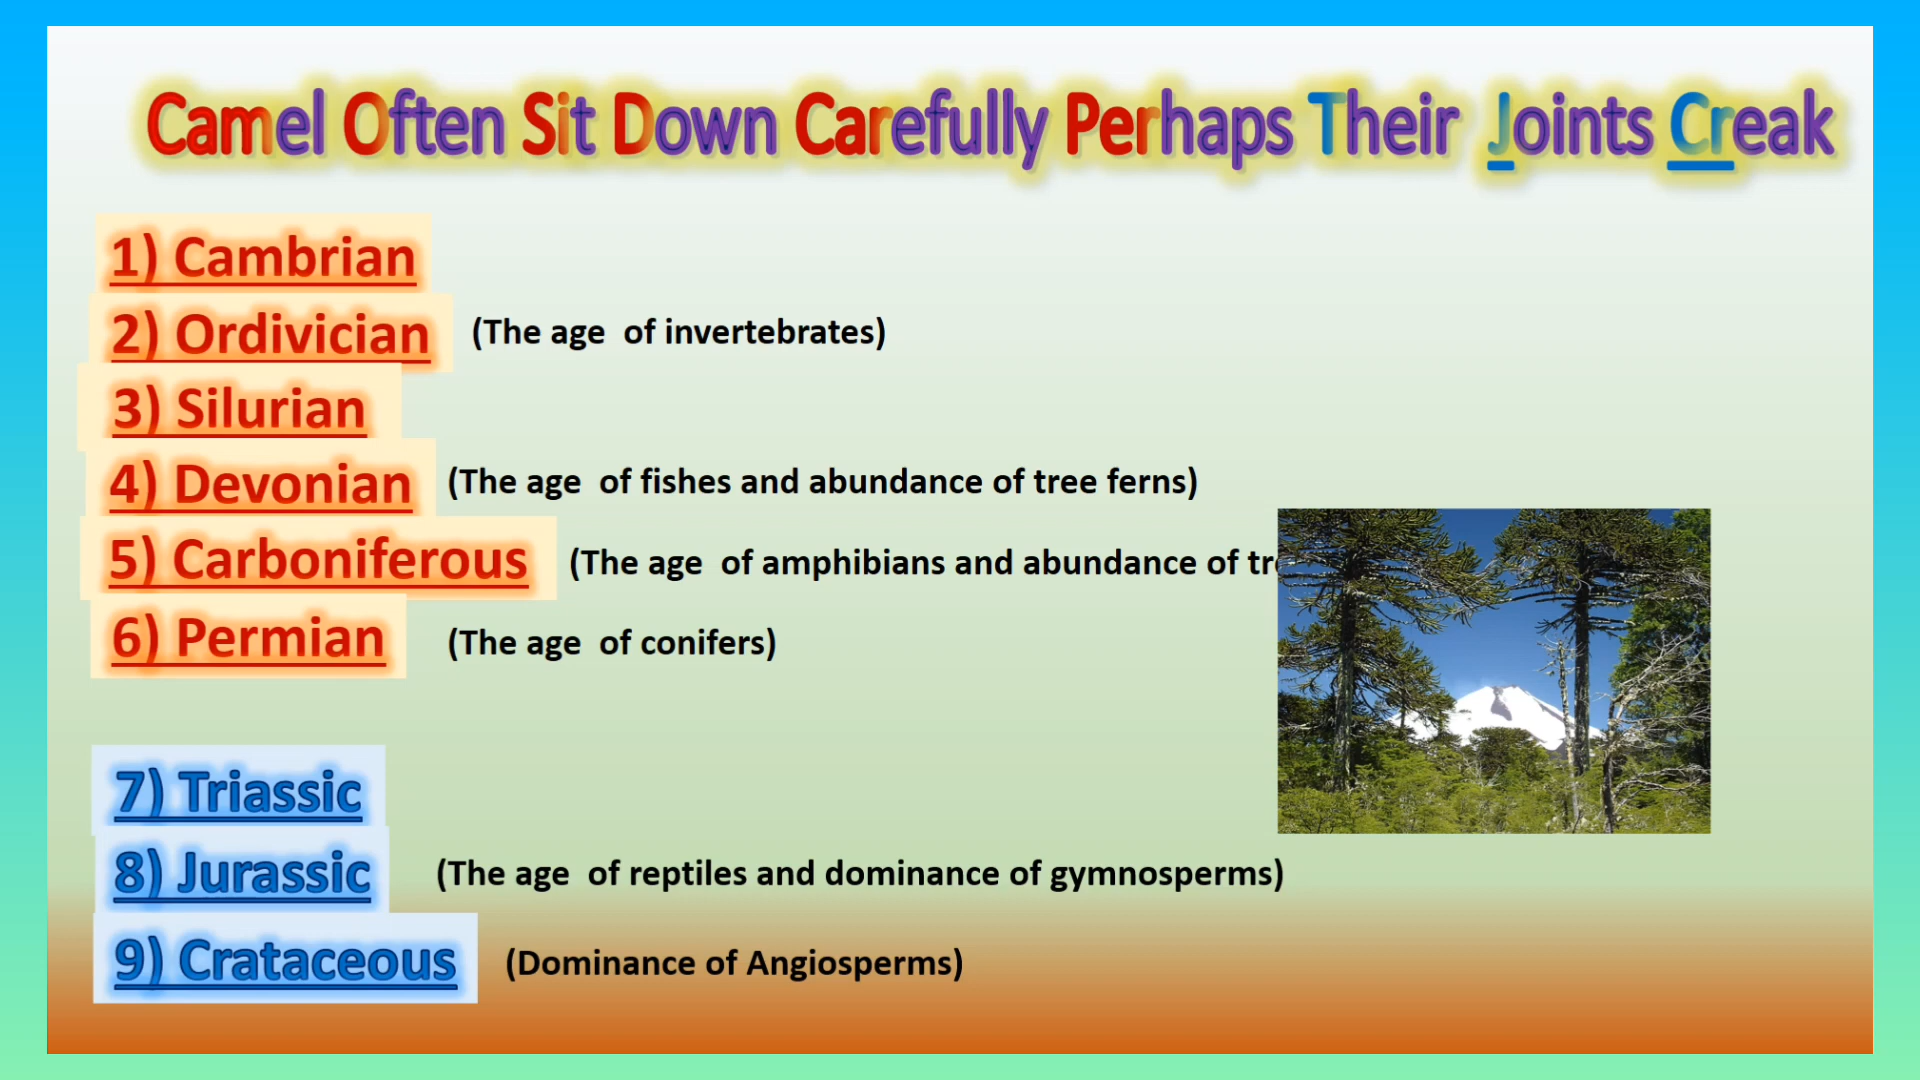 Camel Often Sit Down Carefully Perhaps Their Joints Creak
1) Cambrian
2) Ordivician (The age of invertebrates)
3) Silurian
4) Devonian (The age of fishes and abundance of tree ferns)
5) Carboniferous (The age of amphibians and abundance of
6) Permian (The age of conifers)
7) Triassic
8) Jurassic (The age of reptiles and dominance of gymnosperms)
9) Crataceous (Dominance of Angiosperms)